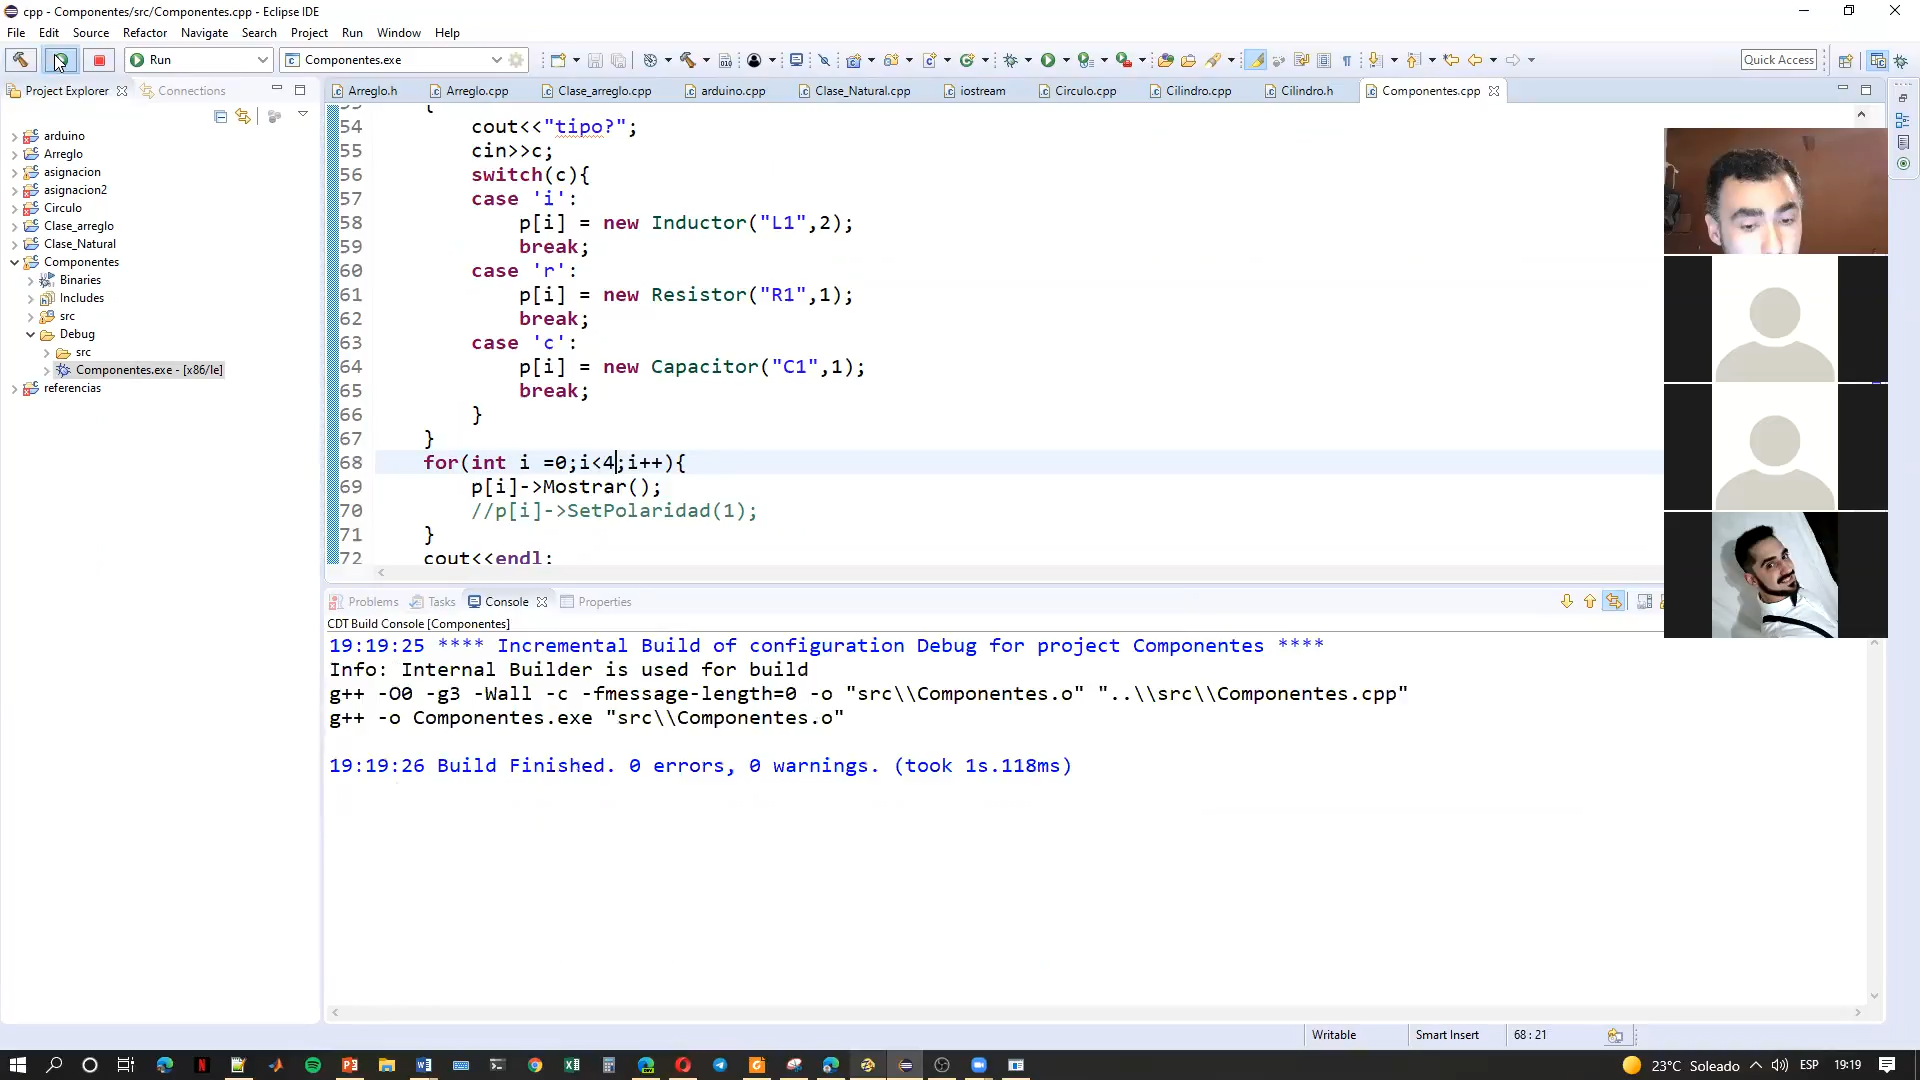 cpp - Componentes/src/Componentes.cpp - Eclipse IDE
File Edit Source Refactor Navigate Search Project Run Window Help
Run
Componentes.exe
Quick Access
Project Explorer
Connections
arduino
Arreglo
asignacion
asignacion2
Circulo
Clase_arreglo
Clase_Natural
Componentes
Binaries
Includes
src
Debug
src
Componentes.exe - [x86/le]
referencias
Arreglo.h Arreglo.cpp Clase_arreglo.cpp arduino.cpp Clase_Natural.cpp iostream Circulo.cpp Cilindro.cpp Cilindro.h Componentes.cpp
53 {
54 cout<<"tipo?";
55 cin>>c;
56 switch(c){
57 case 'i':
58 p[i] = new Inductor("L1",2);
59 break;
60 case 'r':
61 p[i] = new Resistor("R1",1);
62 break;
63 case 'c':
64 p[i] = new Capacitor("C1",1);
65 break;
66 }
67 }
68 for(int i =0;i<4;i++){
69 p[i]->Mostrar();
70 //p[i]->SetPolaridad(1);
71 }
72 cout<<endl;
Problems Tasks Console Properties
CDT Build Console [Componentes]
19:19:25 **** Incremental Build of configuration Debug for project Componentes ****
Info: Internal Builder is used for build
g++ -O0 -g3 -Wall -c -fmessage-length=0 -o "src\\Componentes.o" "..\\src\\Componentes.cpp"
g++ -o Componentes.exe "src\\Componentes.o"
19:19:26 Build Finished. 0 errors, 0 warnings. (took 1s.118ms)
Writable Smart Insert 68 : 21
23°C Soleado ESP 19:19